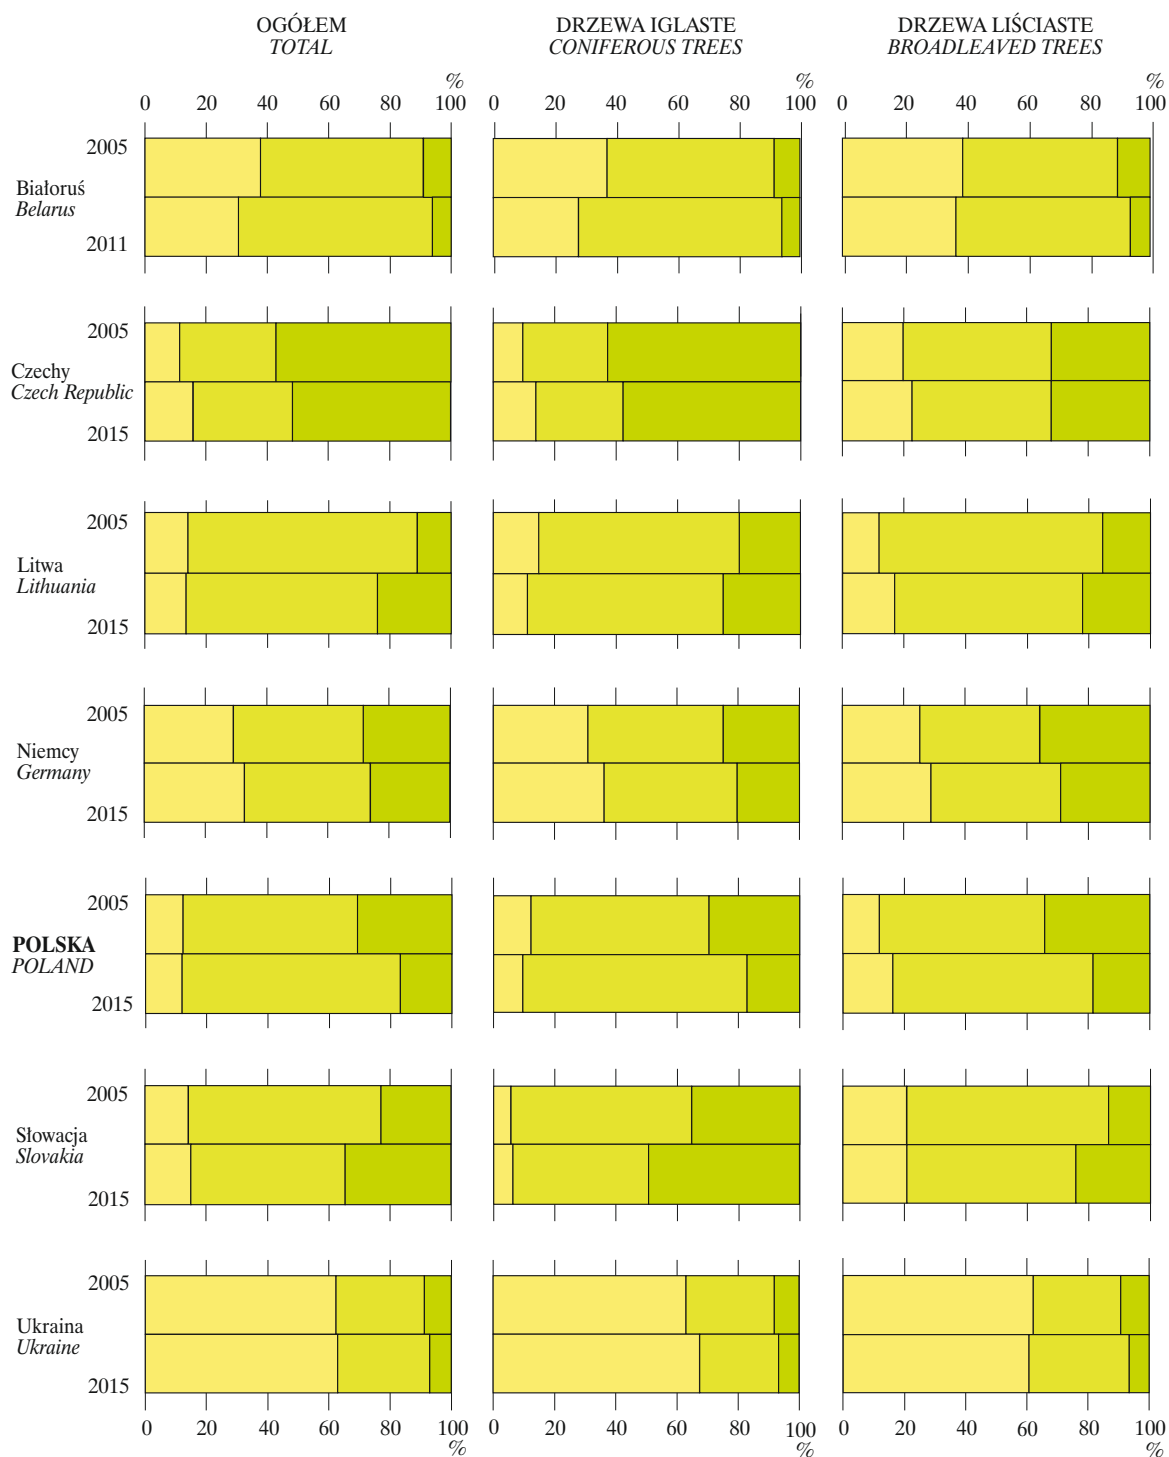 OGÓŁEM
TOTAL
DRZEWA IGLASTE
CONIFEROUS TREES
DRZEWA LIŚCIASTE
BROADLEAVED TREES
% % %
0 20 40 60 80 100 0 20 40 60 80 100 0 20 40 60 80 100
2005
Białoruś
Belarus
2011
2005
Czechy
Czech Republic
2015
2005
Litwa
Lithuania
2015
2005
Niemcy
Germany
2015
2005
POLSKA
POLAND
2015
2005
Słowacja
Slovakia
2015
2005
Ukraina
Ukraine
2015
0 20 40 60 80 100 0 20 40 60 80 100 0 20 40 60 80 100
% % %